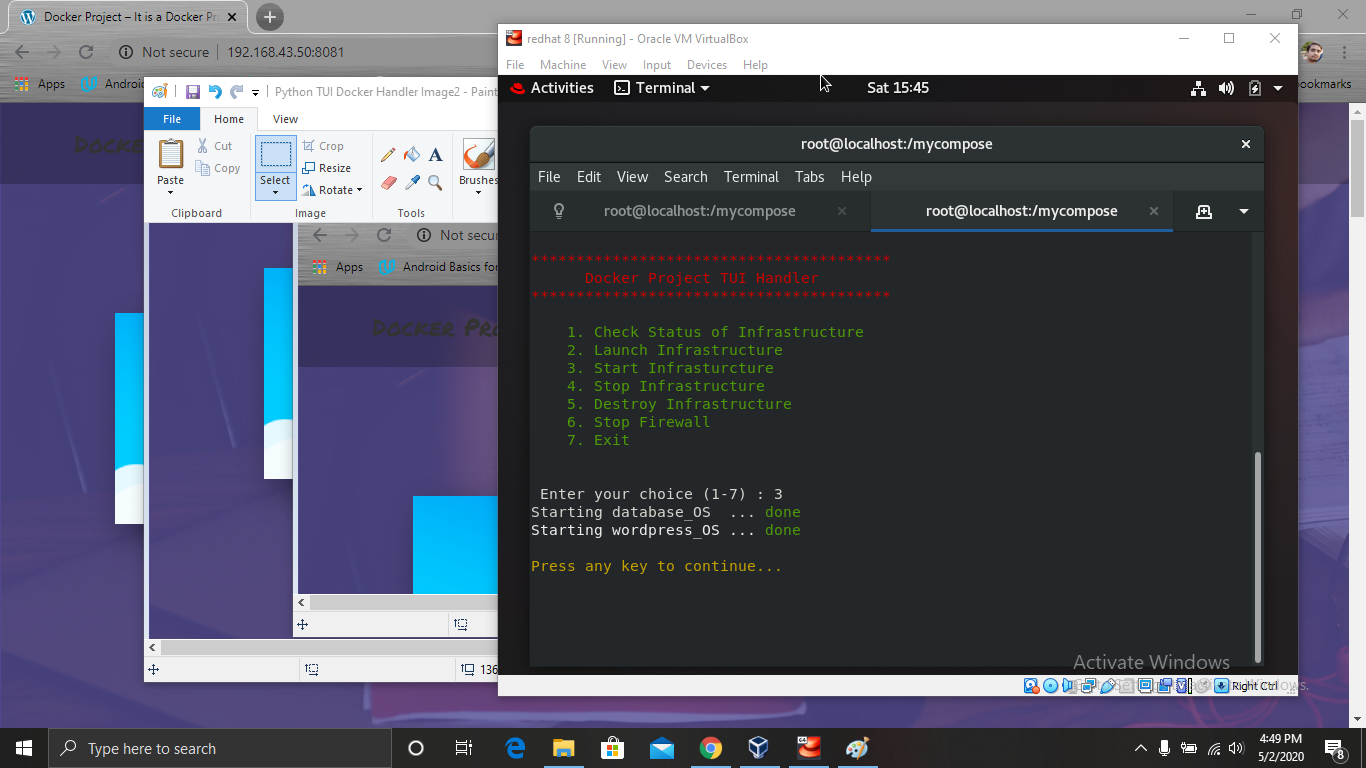 Docker Project – It is a Docker Pr
Not secure | 192.168.43.50:8081
Apps
Androi
ookmarks
Docke
Python TUI Docker Handler Image2 - Paint
File Home View
Paste
Cut
Copy
Clipboard
Select
Crop
Resize
Rotate
Image
A
Tools
Brushes
Not secur
Apps
Android Basics for
Docker Pro
136
redhat 8 [Running] - Oracle VM VirtualBox
File Machine View Input Devices Help
Activities Terminal Sat 15:45
root@localhost:/mycompose
File Edit View Search Terminal Tabs Help
root@localhost:/mycompose root@localhost:/mycompose
****************************************
Docker Project TUI Handler
****************************************
1. Check Status of Infrastructure
2. Launch Infrastructure
3. Start Infrasturcture
4. Stop Infrastructure
5. Destroy Infrastructure
6. Stop Firewall
7. Exit
Enter your choice (1-7) : 3
Starting database_OS ... done
Starting wordpress_OS ... done
Press any key to continue...
Activate Windows
Right Ctrl
Type here to search
4:49 PM
5/2/2020
8